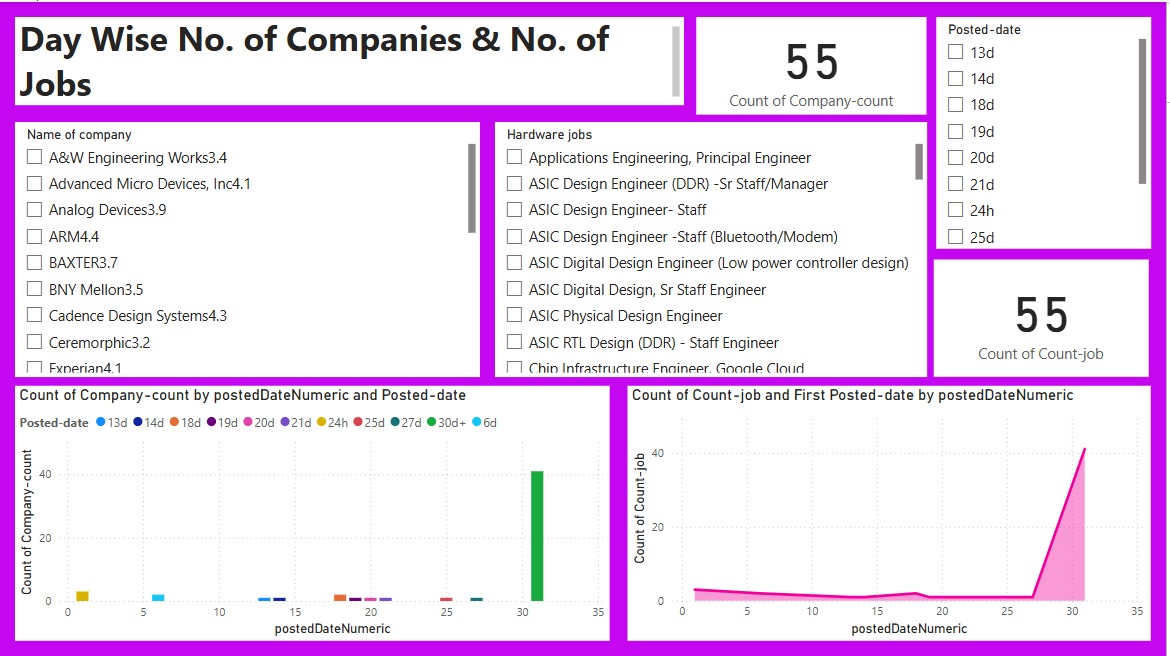 Day Wise No. of Companies & No. of
Jobs
55
Count of Company-count
Posted-date
13d
14d
18d
19d
20d
21d
24h
25d
Name of company
A&W Engineering Works3.4
Advanced Micro Devices, Inc4.1
Analog Devices3.9
ARM4.4
BAXTER3.7
BNY Mellon3.5
Cadence Design Systems4.3
Ceremorphic3.2
Experian4.1
Hardware jobs
Applications Engineering, Principal Engineer
ASIC Design Engineer (DDR) -Sr Staff/Manager
ASIC Design Engineer- Staff
ASIC Design Engineer -Staff (Bluetooth/Modem)
ASIC Digital Design Engineer (Low power controller design)
ASIC Digital Design, Sr Staff Engineer
ASIC Physical Design Engineer
ASIC RTL Design (DDR) - Staff Engineer
Chip Infrastructure Engineer, Google Cloud
55
Count of Count-job
Count of Company-count by postedDateNumeric and Posted-date
Posted-date 13d 14d 18d 19d 20d 21d 24h 25d 27d 30d+ 6d
Count of Company-count
40
20
0
0 5 10 15 20 25 30 35
postedDateNumeric
Count of Count-job and First Posted-date by postedDateNumeric
Count of Count-job
40
20
0
0 5 10 15 20 25 30 35
postedDateNumeric